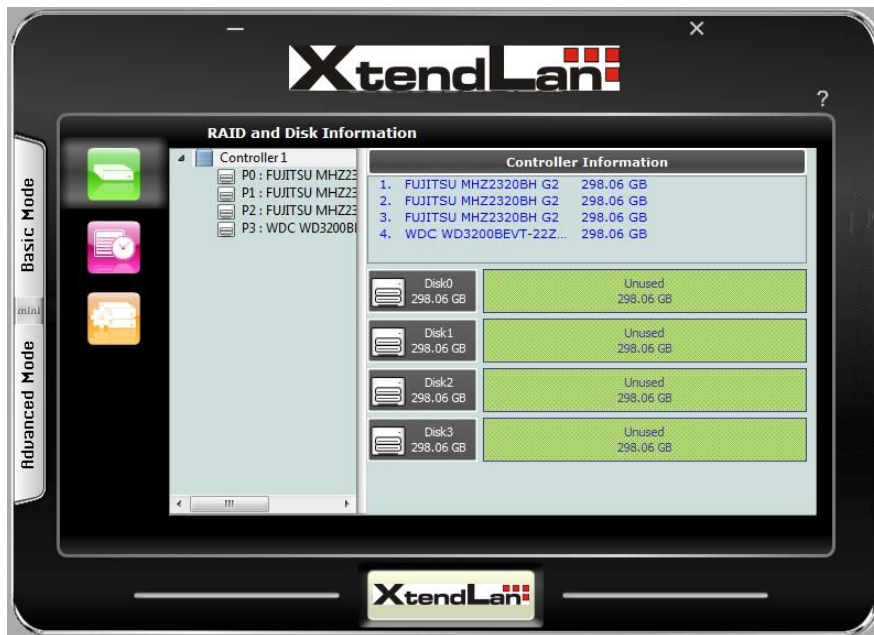 XtendLan
?
RAID and Disk Information
Basic Mode
mini
Advanced Mode
Controller 1
P0 : FUJITSU MHZ23
P1 : FUJITSU MHZ23
P2 : FUJITSU MHZ23
P3 : WDC WD3200BE
Controller Information
1. FUJITSU MHZ2320BH G2 298.06 GB
2. FUJITSU MHZ2320BH G2 298.06 GB
3. FUJITSU MHZ2320BH G2 298.06 GB
4. WDC WD3200BEVT-22Z... 298.06 GB
Disk0
298.06 GB
Unused
298.06 GB
Disk1
298.06 GB
Unused
298.06 GB
Disk2
298.06 GB
Unused
298.06 GB
Disk3
298.06 GB
Unused
298.06 GB
XtendLan